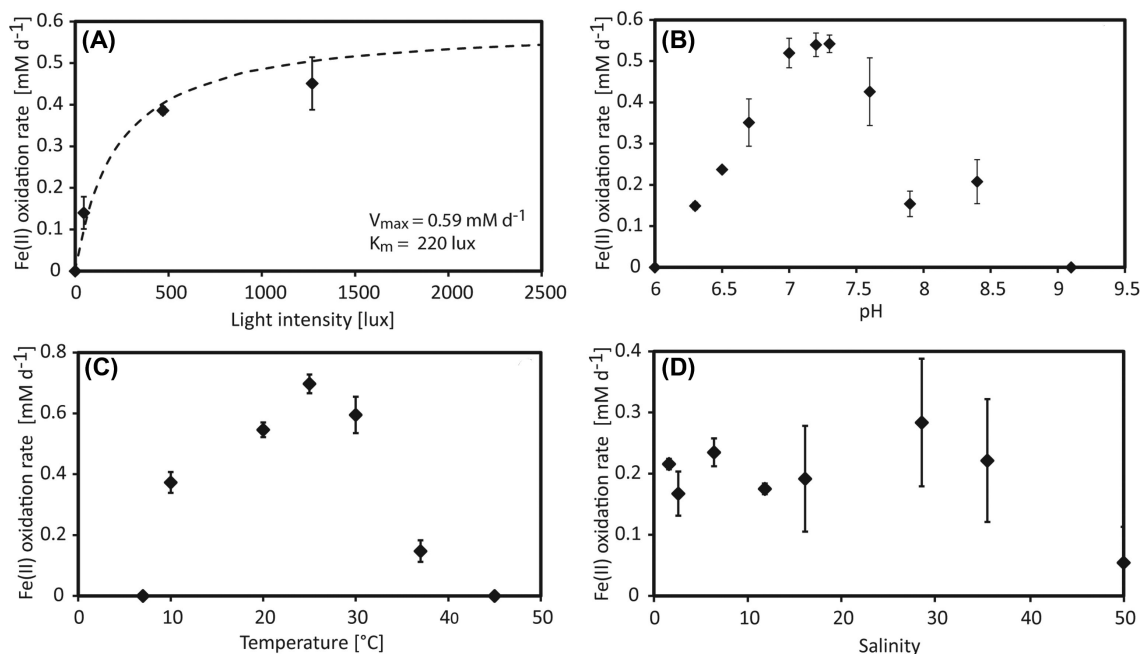 (A)
Fe(II) oxidation rate [mM d-1]
0.6
0.5
0.4
0.3
0.2
0.1
0
Vmax = 0.59 mM d-1
Km = 220 lux
0 500 1000 1500 2000 2500
Light intensity [lux]
(B)
Fe(II) oxidation rate [mM d-1]
0.6
0.5
0.4
0.3
0.2
0.1
0
6 6.5 7 7.5 8 8.5 9 9.5
pH
(C)
Fe(II) oxidation rate [mM d-1]
0.8
0.6
0.4
0.2
0
0 10 20 30 40 50
Temperature [°C]
(D)
Fe(II) oxidation rate [mM d-1]
0.4
0.3
0.2
0.1
0
0 10 20 30 40 50
Salinity